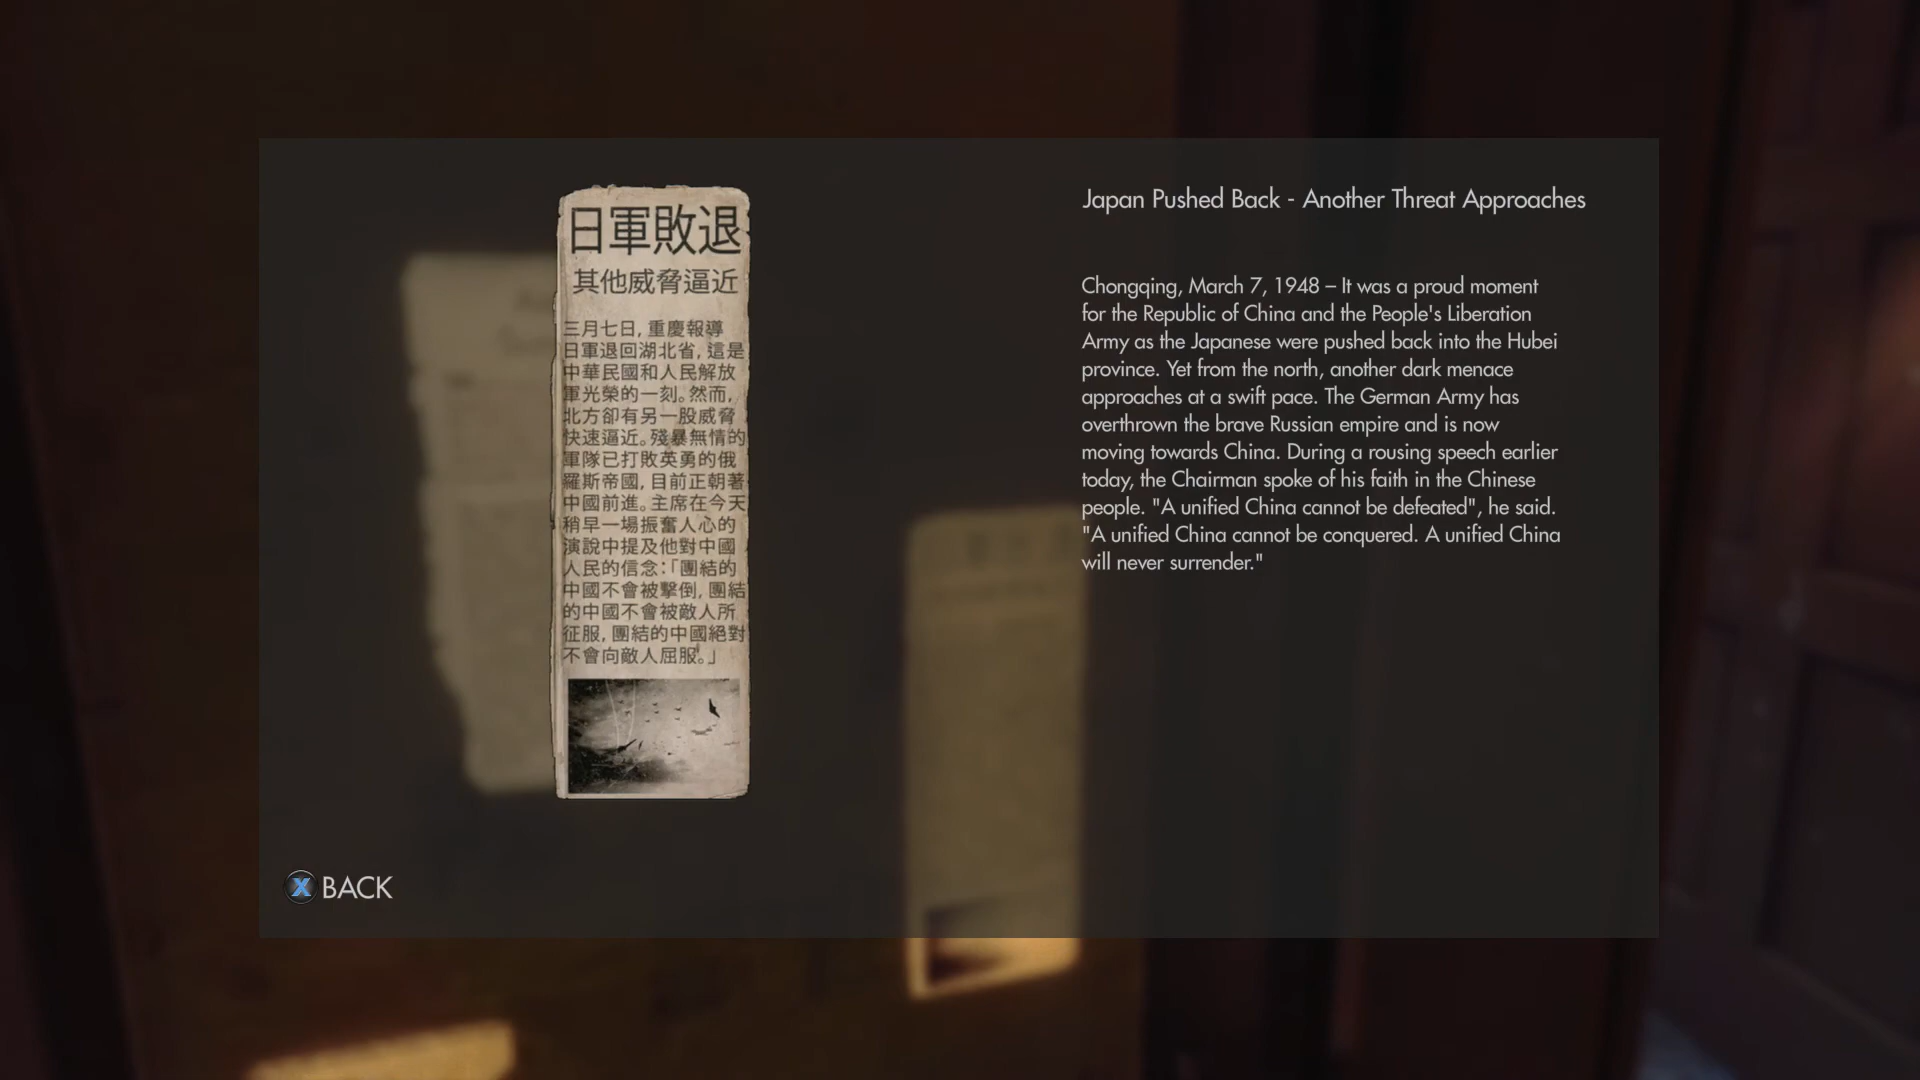 日軍敗退
其他威脅逼近
三月七日, 重慶報導
日軍退回湖北省, 這是
中華民國和人民解放
軍光榮的一刻。然而,
北方卻有另一股威脅
快速逼近。殘暴無情的
軍隊已打敗英勇的俄
羅斯帝國, 目前正朝著
中國前進。主席在今天
稍早一場振奮人心的
演說中提及他對中國
人民的信念:「團結的
中國不會被擊倒, 團結
的中國不會被敵人所
征服, 團結的中國絕對
不會向敵人屈服。」
Japan Pushed Back - Another Threat Approaches
Chongqing, March 7, 1948 – It was a proud moment
for the Republic of China and the People's Liberation
Army as the Japanese were pushed back into the Hubei
province. Yet from the north, another dark menace
approaches at a swift pace. The German Army has
overthrown the brave Russian empire and is now
moving towards China. During a rousing speech earlier
today, the Chairman spoke of his faith in the Chinese
people. "A unified China cannot be defeated", he said.
"A unified China cannot be conquered. A unified China
will never surrender."
X BACK